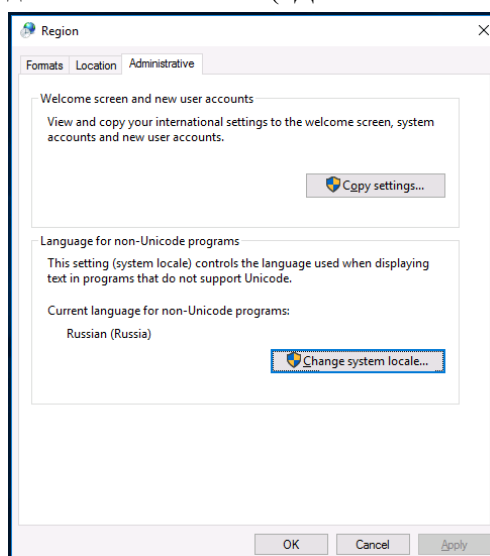 Region
Formats Location Administrative
Welcome screen and new user accounts
View and copy your international settings to the welcome screen, system
accounts and new user accounts.
Copy settings...
Language for non-Unicode programs
This setting (system locale) controls the language used when displaying
text in programs that do not support Unicode.
Current language for non-Unicode programs:
Russian (Russia)
Change system locale...
OK Cancel Apply